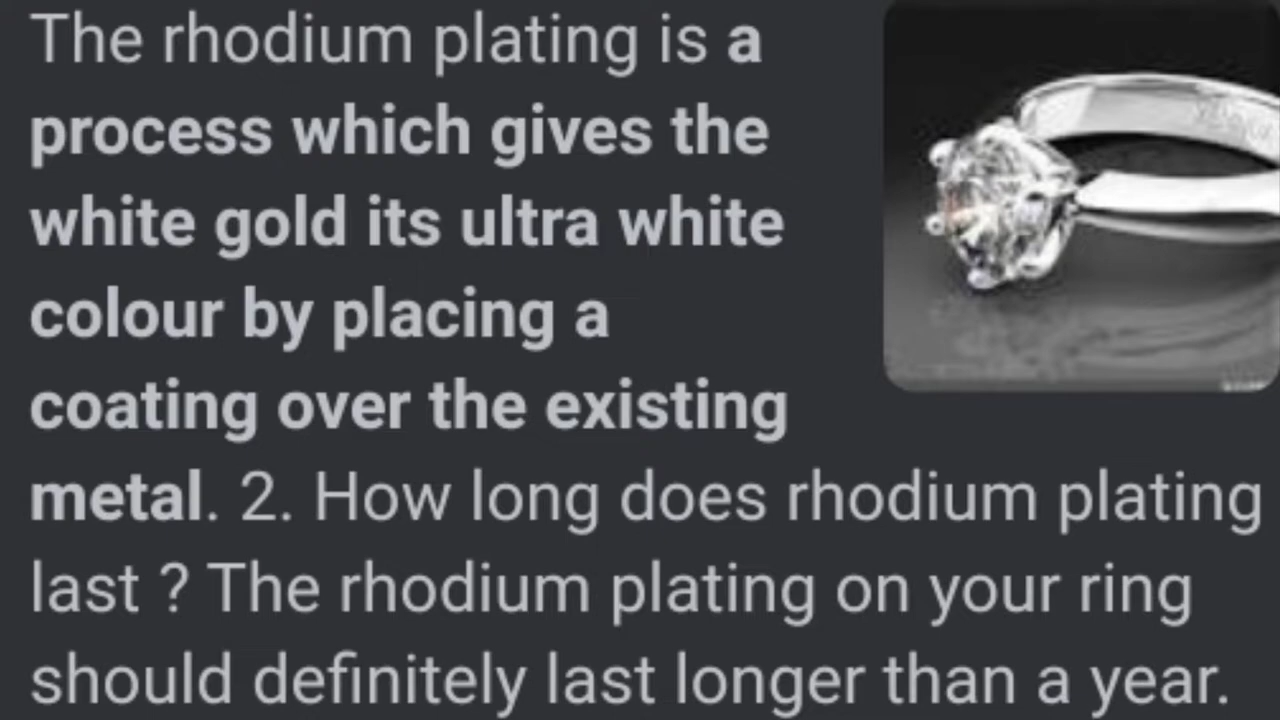 The rhodium plating is a
process which gives the
white gold its ultra white
colour by placing a
coating over the existing
metal. 2. How long does rhodium plating
last ? The rhodium plating on your ring
should definitely last longer than a year.